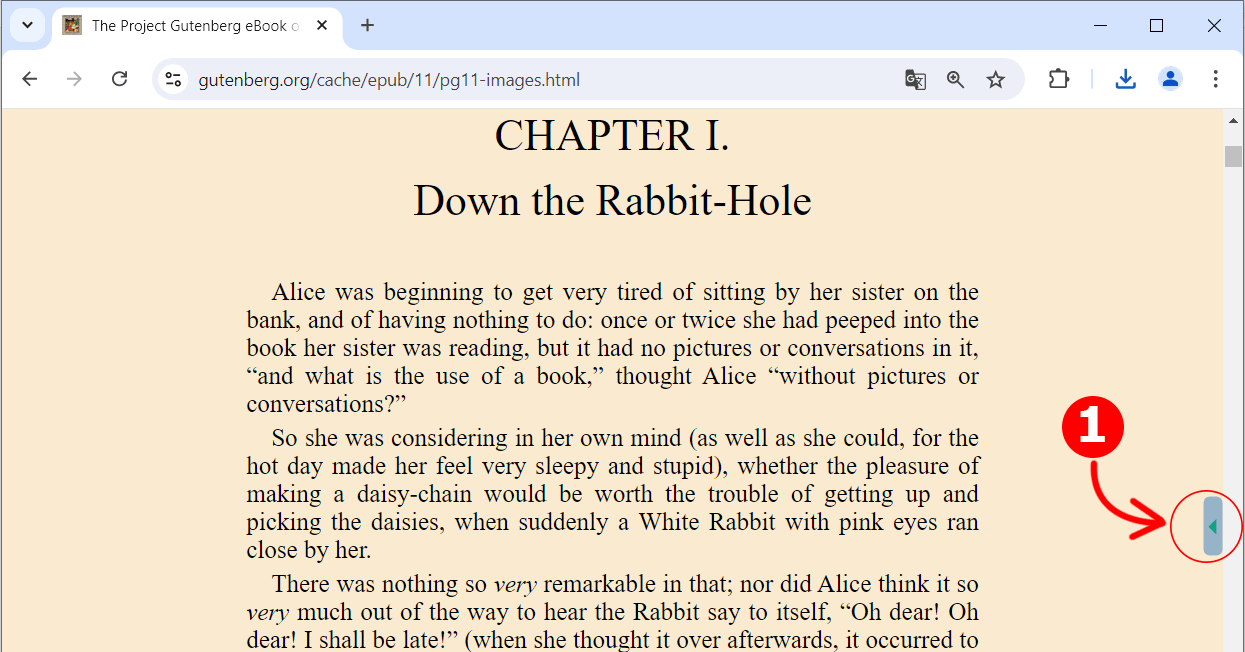 The Project Gutenberg eBook o
gutenberg.org/cache/epub/11/pg11-images.html
CHAPTER I.
Down the Rabbit-Hole
Alice was beginning to get very tired of sitting by her sister on the
bank, and of having nothing to do: once or twice she had peeped into the
book her sister was reading, but it had no pictures or conversations in it,
“and what is the use of a book,” thought Alice “without pictures or
conversations?”
So she was considering in her own mind (as well as she could, for the
hot day made her feel very sleepy and stupid), whether the pleasure of
making a daisy-chain would be worth the trouble of getting up and
picking the daisies, when suddenly a White Rabbit with pink eyes ran
close by her.
There was nothing so very remarkable in that; nor did Alice think it so
very much out of the way to hear the Rabbit say to itself, “Oh dear! Oh
dear! I shall be late!” (when she thought it over afterwards, it occurred to
1